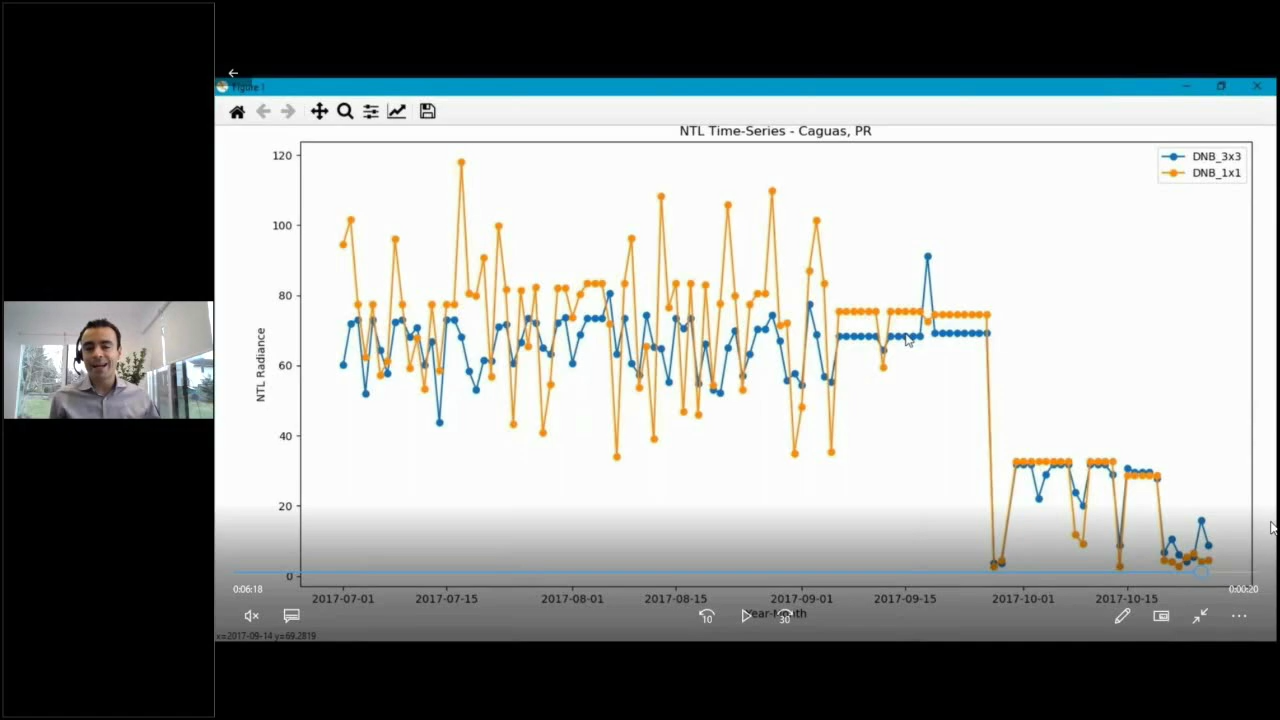 Figure 1
NTL Time-Series - Caguas, PR
DNB_3x3
DNB_1x1
120
100
80
60
40
20
0
NTL Radiance
2017-07-01 2017-07-15 2017-08-01 2017-08-15 2017-09-01 2017-09-15 2017-10-01 2017-10-15
Year-Month
0:06:18
0:00:20
10
30
x=2017-09-14 y=69.2819